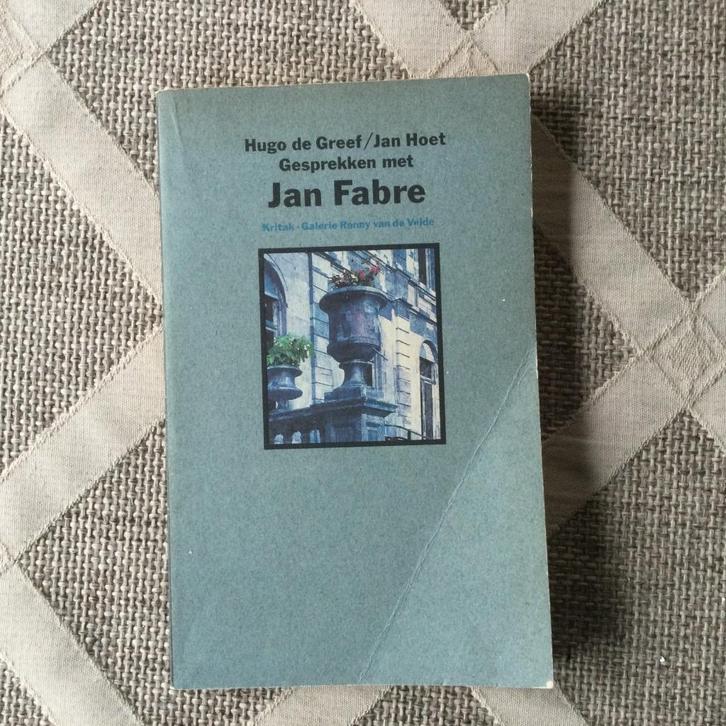 Hugo de Greef/Jan Hoet
Gesprekken met
Jan Fabre
Kritak · Galerie Ronny van de Velde